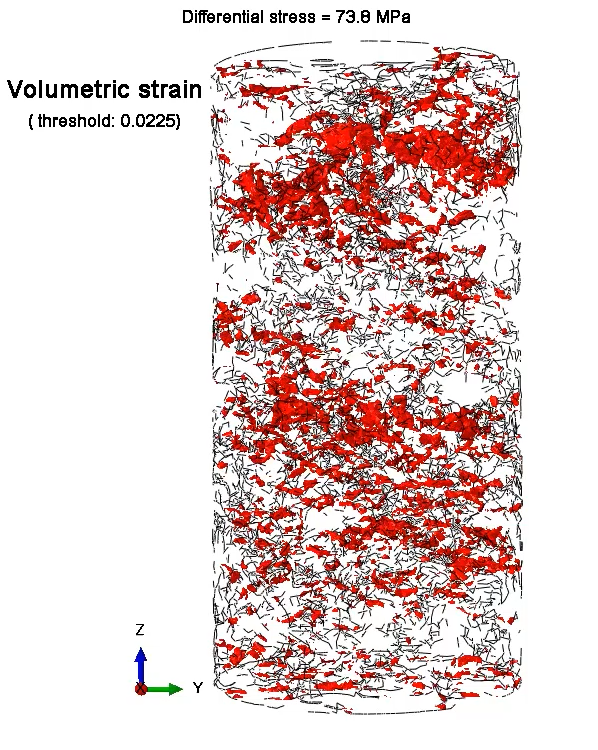 Differential stress = 73.8 MPa
Volumetric strain
( threshold: 0.0225)
Z
Y